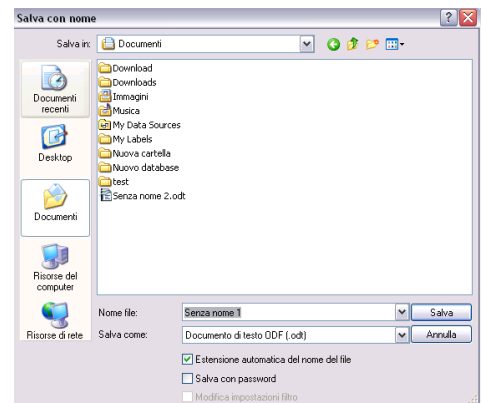 Salva con nome
Salva in:
Documenti
Documenti
recenti
Desktop
Documenti
Risorse del
computer
Risorse di rete
Download
Downloads
Immagini
Musica
My Data Sources
My Labels
Nuova cartella
Nuovo database
test
Senza nome 2.odt
Nome file:
Senza nome 1
Salva
Salva come:
Documento di testo ODF (.odt)
Annulla
Estensione automatica del nome del file
Salva con password
Modifica impostazioni filtro